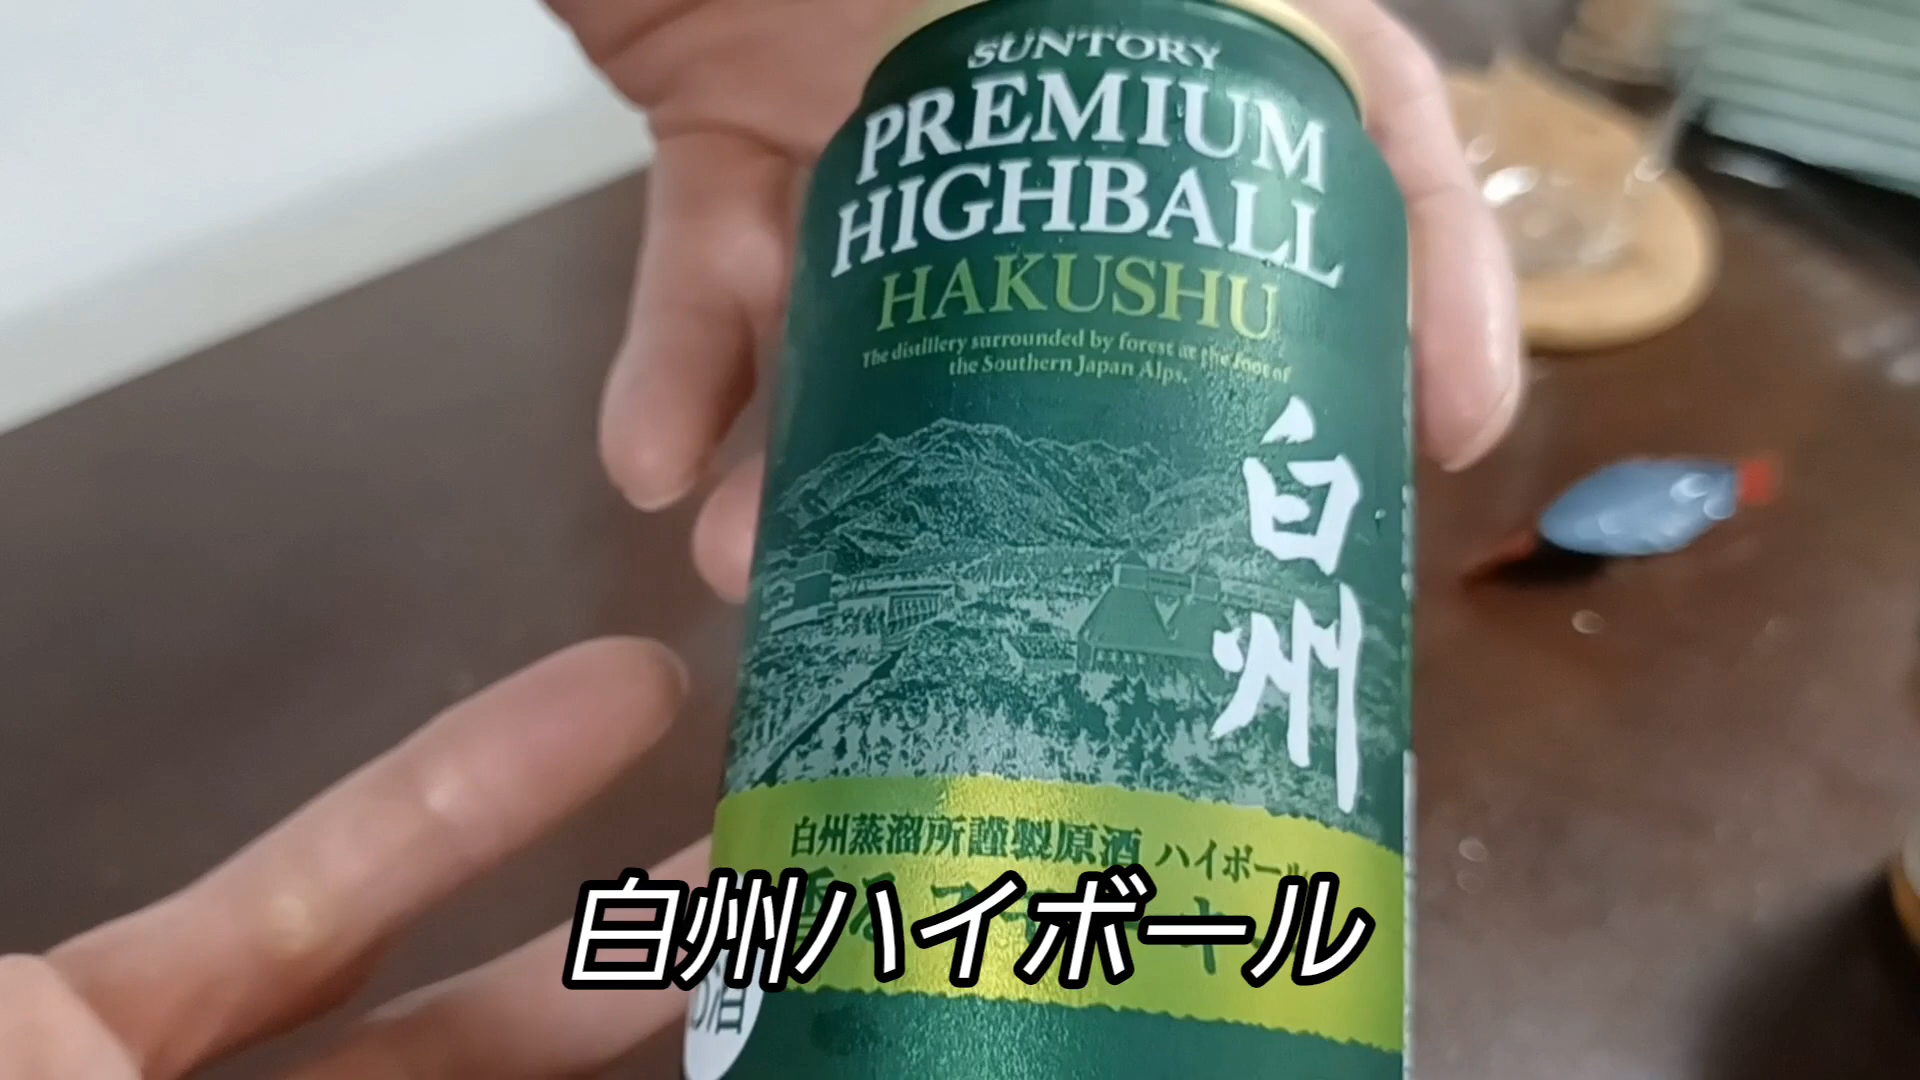 SUNTORY
PREMIUM
HIGHBALL
HAKUSHU
The distillery surrounded by forest at the foot of
the Southern Japan Alps.
白州
白州蒸溜所謹製原酒 ハイボール
香る
白州ハイボール